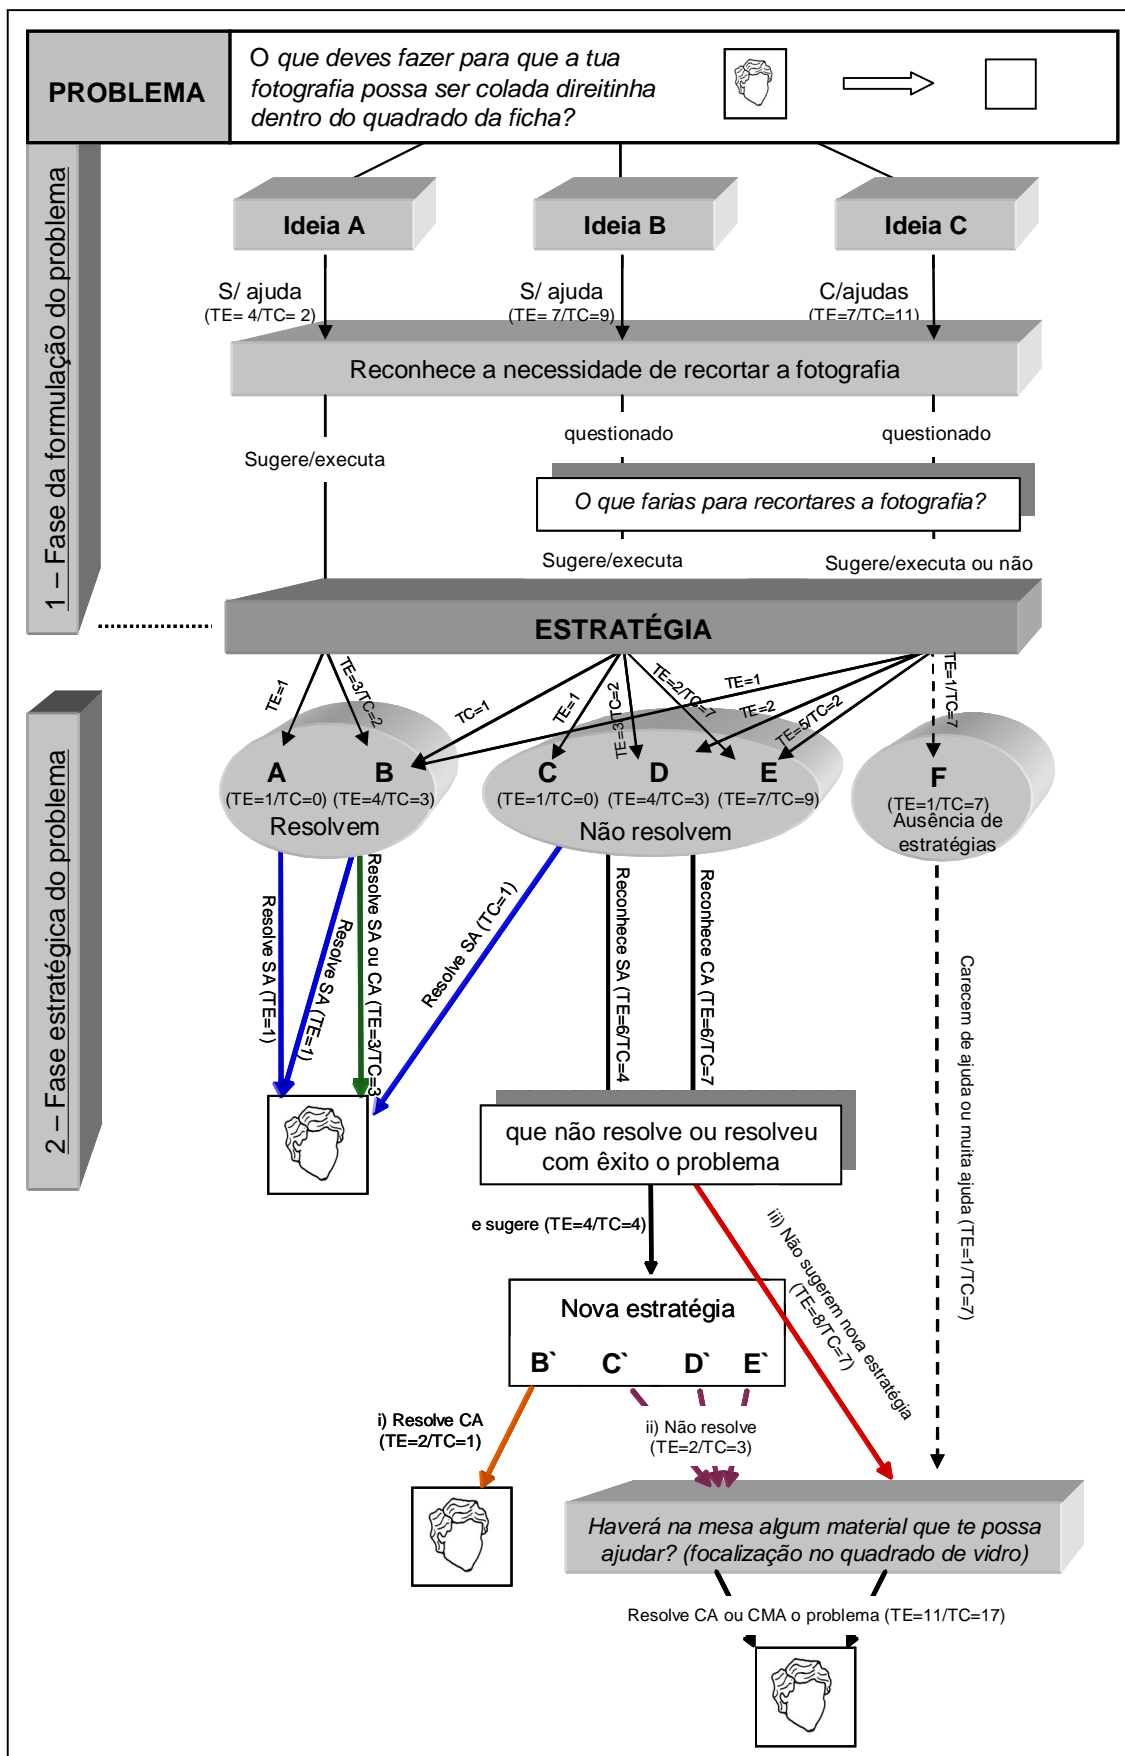 PROBLEMA
O que deves fazer para que a tua
fotografia possa ser colada direitinha
dentro do quadrado da ficha?
1 – Fase da formulação do problema
Ideia A
Ideia B
Ideia C
S/ ajuda
(TE= 4/TC= 2)
S/ ajuda
(TE= 7/TC=9)
C/ajudas
(TE=7/TC=11)
Reconhece a necessidade de recortar a fotografia
Sugere/executa
questionado
questionado
O que farias para recortares a fotografia?
Sugere/executa
Sugere/executa ou não
ESTRATÉGIA
2 – Fase estratégica do problema
TE=1
TE=3/TC=2
TC=1
TE=1
TE=3TC=2
TE=2/TC=7
TE=1
TE=2
TE=5/TC=2
TE=1/TC=7
A
(TE=1/TC=0)
B
(TE=4/TC=3)
Resolvem
C
(TE=1/TC=0)
D
(TE=4/TC=3)
E
(TE=7/TC=9)
Não resolvem
F
(TE=1/TC=7)
Ausência de
estratégias
Resolve SA (TE=1)
Resolve SA (TE=1)
Resolve SA ou CA (TE=3/TC=3
Resolve SA (TC=1)
Reconhece SA (TE=6/TC=4
Reconhece CA (TE=6/TC=7
Carecem de ajuda ou muita ajuda (TE=1/TC=7)
que não resolve ou resolveu
com êxito o problema
e sugere (TE=4/TC=4)
iii) Não sugerem nova estratégia
(TE=8/TC=7)
Nova estratégia
B` C` D` E`
i) Resolve CA
(TE=2/TC=1)
ii) Não resolve
(TE=2/TC=3)
Haverá na mesa algum material que te possa
ajudar? (focalização no quadrado de vidro)
Resolve CA ou CMA o problema (TE=11/TC=17)